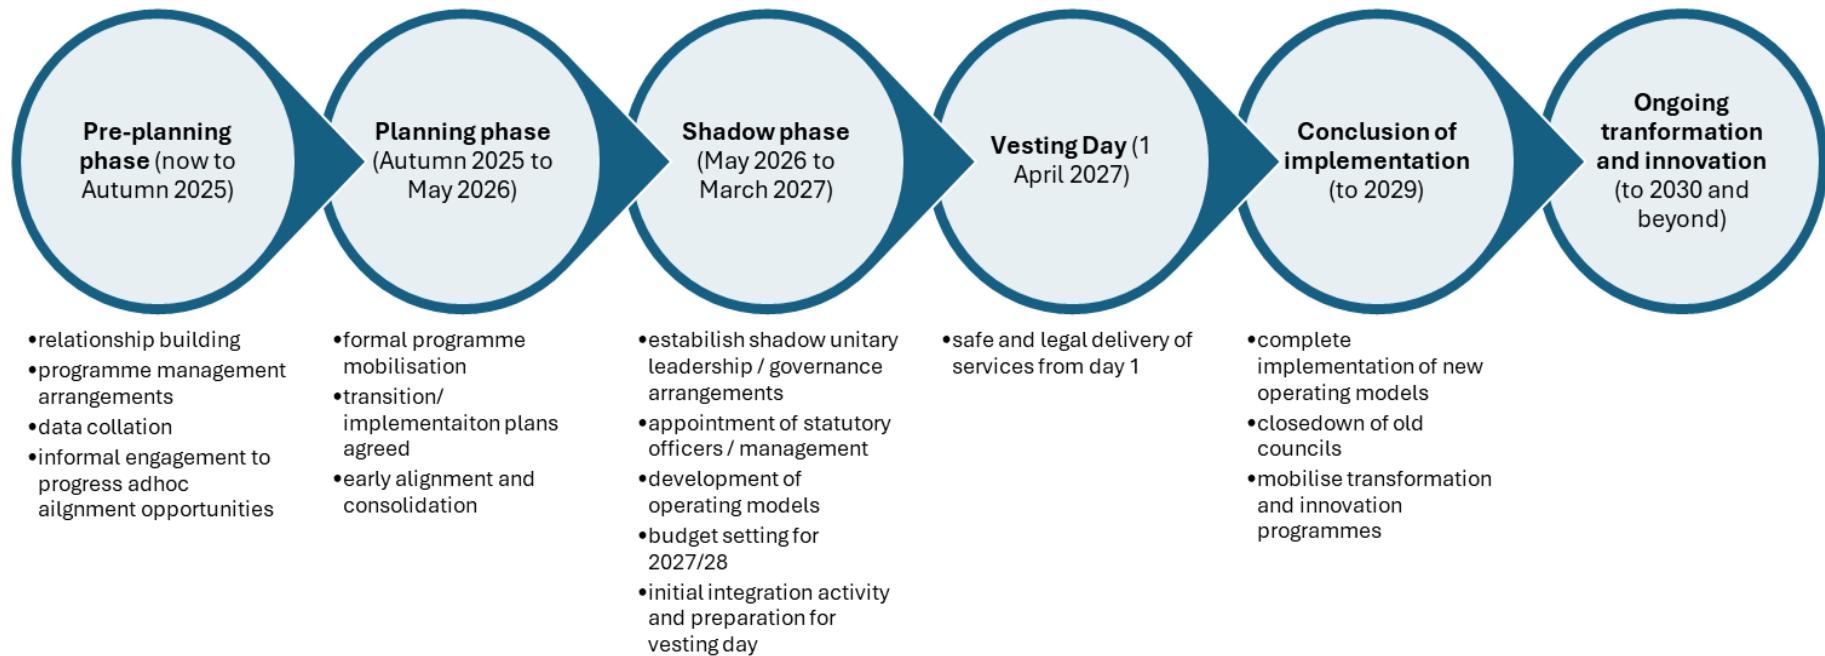 Pre-planning
phase (now to
Autumn 2025)
•relationship building
•programme management
arrangements
•data collation
•informal engagement to
progress adhoc
ailgnment opportunities
Planning phase
(Autumn 2025 to
May 2026)
•formal programme
mobilisation
•transition/
implementaiton plans
agreed
•early alignment and
consolidation
Shadow phase
(May 2026 to
March 2027)
•estabilish shadow unitary
leadership / governance
arrangements
•appointment of statutory
officers / management
•development of
operating models
•budget setting for
2027/28
•initial integration activity
and preparation for
vesting day
Vesting Day (1
April 2027)
•safe and legal delivery of
services from day 1
Conclusion of
implementation
(to 2029)
•complete
implementation of new
operating models
•closedown of old
councils
•mobilise transformation
and innovation
programmes
Ongoing
tranformation
and innovation
(to 2030 and
beyond)